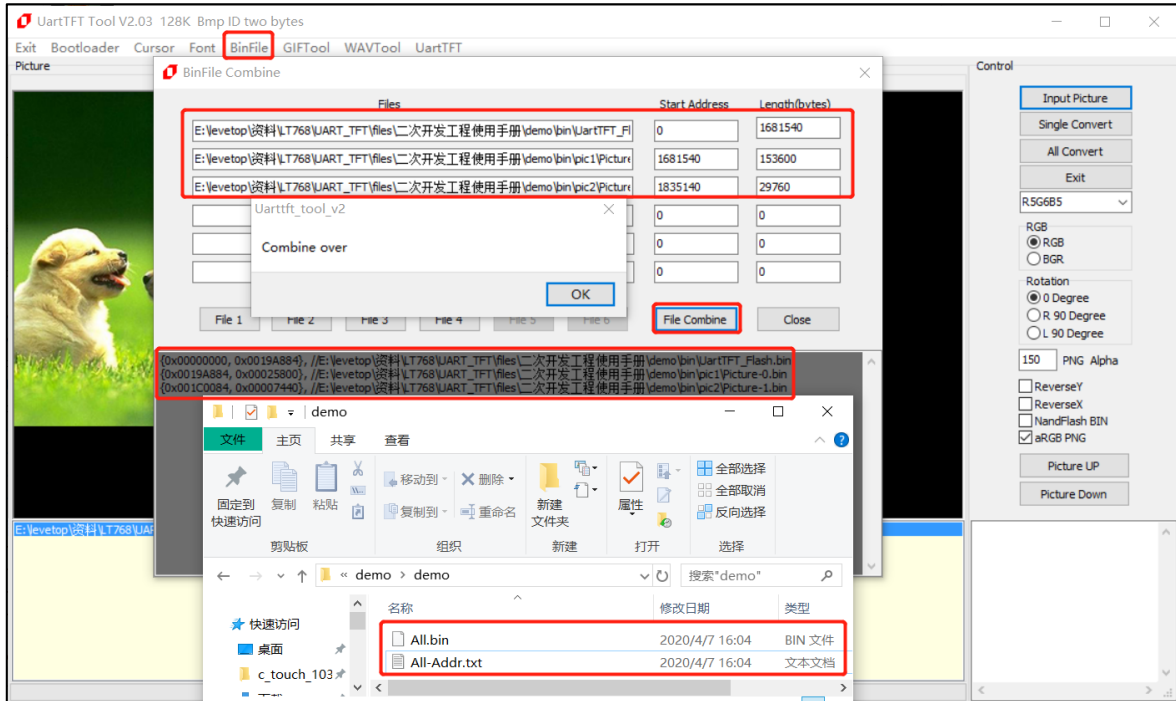 UartTFT Tool V2.03 128K Bmp ID two bytes
Exit Bootloader Cursor Font BinFile GIFTool WAVTool UartTFT
Picture
BinFile Combine
Files Start Address Length(bytes)
E:\levetop\资料\LT768\UART_TFT\files\二次开发工程使用手册\demo\bin\UartTFT_Fl 0 1681540
E:\levetop\资料\LT768\UART_TFT\files\二次开发工程使用手册\demo\bin\pic1\Picture 1681540 153600
E:\levetop\资料\LT768\UART_TFT\files\二次开发工程使用手册\demo\bin\pic2\Picture 1835140 29760
0 0
0 0
0 0
Uarttft_tool_v2
Combine over
OK
File 1 File 2 File 3 File 4 File 5 File 6 File Combine Close
{0x00000000, 0x0019A884}, //E:\levetop\资料\LT768\UART_TFT\files\二次开发工程使用手册\demo\bin\UartTFT_Flash.bin
{0x0019A884, 0x00025800}, //E:\levetop\资料\LT768\UART_TFT\files\二次开发工程使用手册\demo\bin\pic1\Picture-0.bin
{0x001C0084, 0x00007440}, //E:\levetop\资料\LT768\UART_TFT\files\二次开发工程使用手册\demo\bin\pic2\Picture-1.bin
demo
文件 主页 共享 查看
固定到快速访问
复制
粘贴
移动到
复制到
删除
重命名
新建文件夹
属性
全部选择
全部取消
反向选择
剪贴板 组织 新建 打开 选择
« demo > demo
搜索"demo"
名称 修改日期 类型
快速访问
桌面
c_touch_103
All.bin 2020/4/7 16:04 BIN 文件
All-Addr.txt 2020/4/7 16:04 文本文档
E:\levetop\资料\LT768\UAR
Control
Input Picture
Single Convert
All Convert
Exit
R5G6B5
RGB
RGB
BGR
Rotation
0 Degree
R 90 Degree
L 90 Degree
150 PNG Alpha
ReverseY
ReverseX
NandFlash BIN
aRGB PNG
Picture UP
Picture Down